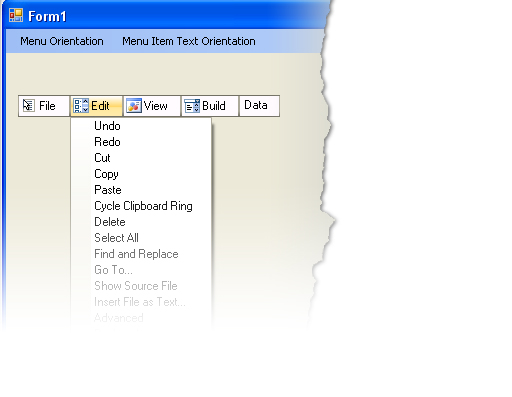 Form1
Menu Orientation Menu Item Text Orientation
File Edit View Build Data
Undo
Redo
Cut
Copy
Paste
Cycle Clipboard Ring
Delete
Select All
Find and Replace
Go To...
Show Source File
Insert File as Text...
Advanced